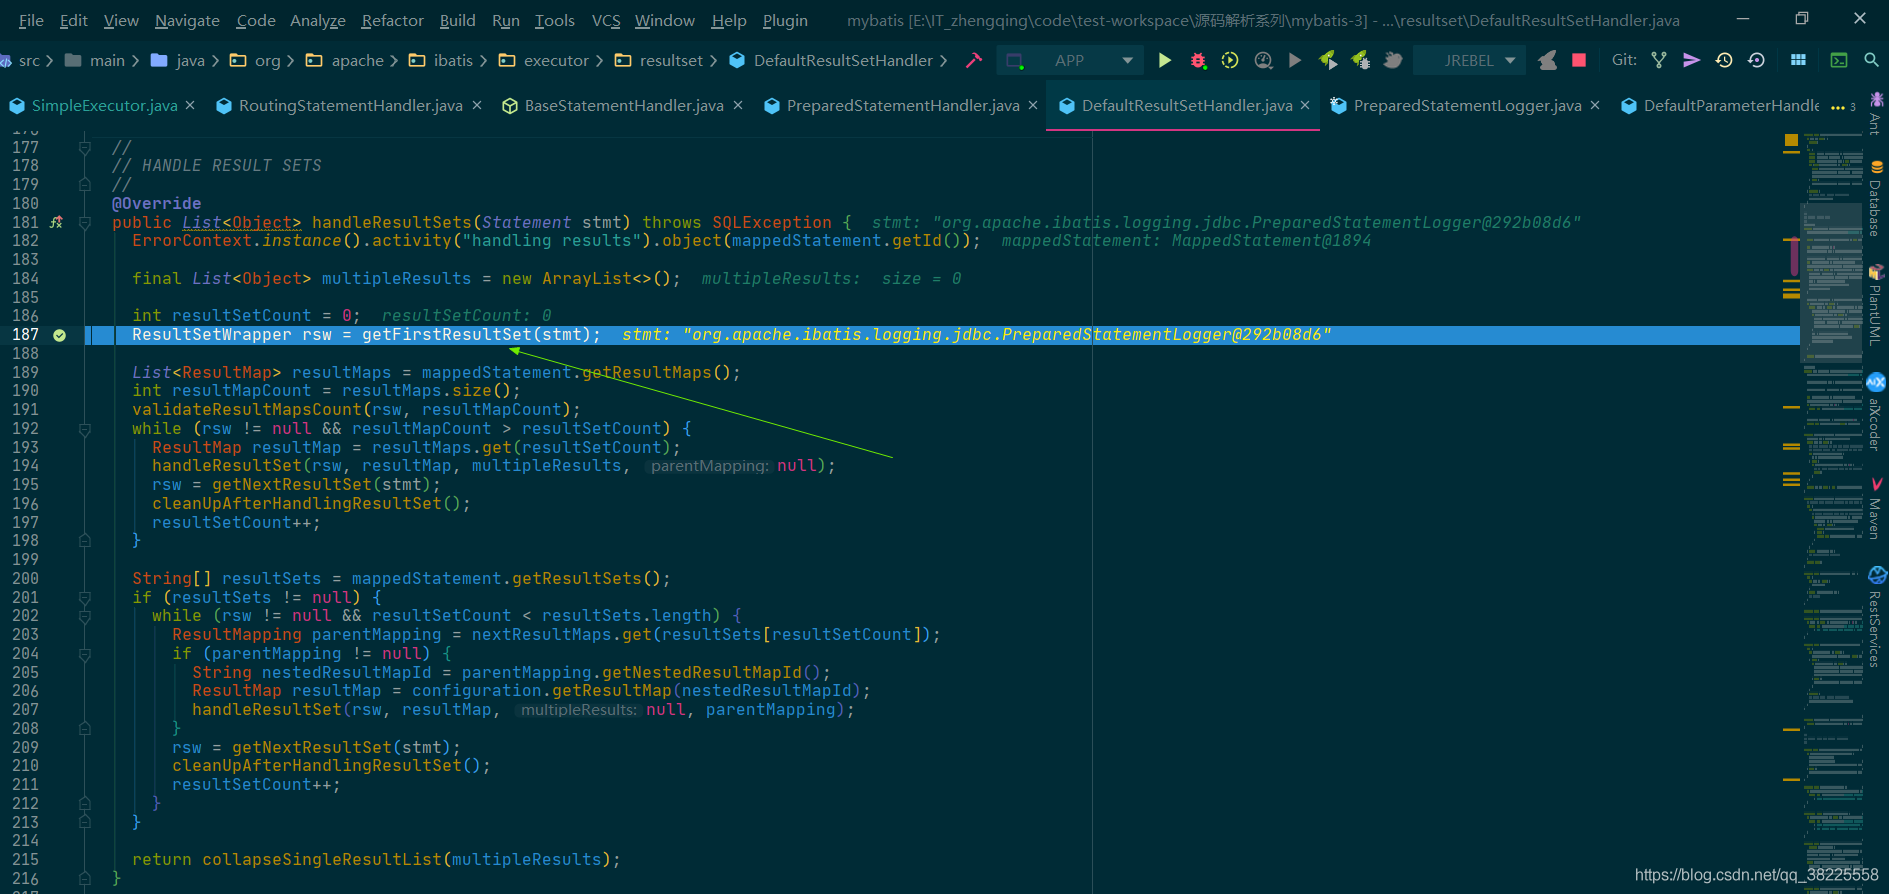 File Edit View Navigate Code Analyze Refactor Build Run Tools VCS Window Help Plugin mybatis [E:\IT_zhengqing\code\test-workspace\源码解析系列\mybatis-3] - ...\resultset\DefaultResultSetHandler.java
src main java org apache ibatis executor resultset DefaultResultSetHandler APP JREBEL Git:
SimpleExecutor.java RoutingStatementHandler.java BaseStatementHandler.java PreparedStatementHandler.java DefaultResultSetHandler.java PreparedStatementLogger.java DefaultParameterHandle ... 3
177 //
178 // HANDLE RESULT SETS
179 //
180 @Override
181 public List<Object> handleResultSets(Statement stmt) throws SQLException { stmt: "org.apache.ibatis.logging.jdbc.PreparedStatementLogger@292b08d6"
182 ErrorContext.instance().activity("handling results").object(mappedStatement.getId()); mappedStatement: MappedStatement@1894
183
184 final List<Object> multipleResults = new ArrayList<>(); multipleResults: size = 0
185
186 int resultSetCount = 0; resultSetCount: 0
187 ResultSetWrapper rsw = getFirstResultSet(stmt); stmt: "org.apache.ibatis.logging.jdbc.PreparedStatementLogger@292b08d6"
188
189 List<ResultMap> resultMaps = mappedStatement.getResultMaps();
190 int resultMapCount = resultMaps.size();
191 validateResultMapsCount(rsw, resultMapCount);
192 while (rsw != null && resultMapCount > resultSetCount) {
193 ResultMap resultMap = resultMaps.get(resultSetCount);
194 handleResultSet(rsw, resultMap, multipleResults, parentMapping: null);
195 rsw = getNextResultSet(stmt);
196 cleanUpAfterHandlingResultSet();
197 resultSetCount++;
198 }
199
200 String[] resultSets = mappedStatement.getResultSets();
201 if (resultSets != null) {
202 while (rsw != null && resultSetCount < resultSets.length) {
203 ResultMapping parentMapping = nextResultMaps.get(resultSets[resultSetCount]);
204 if (parentMapping != null) {
205 String nestedResultMapId = parentMapping.getNestedResultMapId();
206 ResultMap resultMap = configuration.getResultMap(nestedResultMapId);
207 handleResultSet(rsw, resultMap, multipleResults: null, parentMapping);
208 }
209 rsw = getNextResultSet(stmt);
210 cleanUpAfterHandlingResultSet();
211 resultSetCount++;
212 }
213 }
214
215 return collapseSingleResultList(multipleResults);
216 }
Ant
Database
PlantUML
aiXcoder
Maven
RestServices
https://blog.csdn.net/qq_38225558